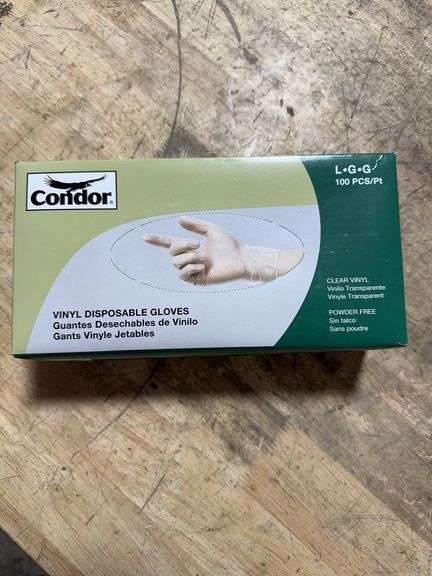 Condor®
L•G•G
100 PCS/Pt
VINYL DISPOSABLE GLOVES
Guantes Desechables de Vinilo
Gants Vinyle Jetables
CLEAR VINYL
Vinilo Transparente
Vinyle Transparent
POWDER FREE
Sin talco
Sans poudre